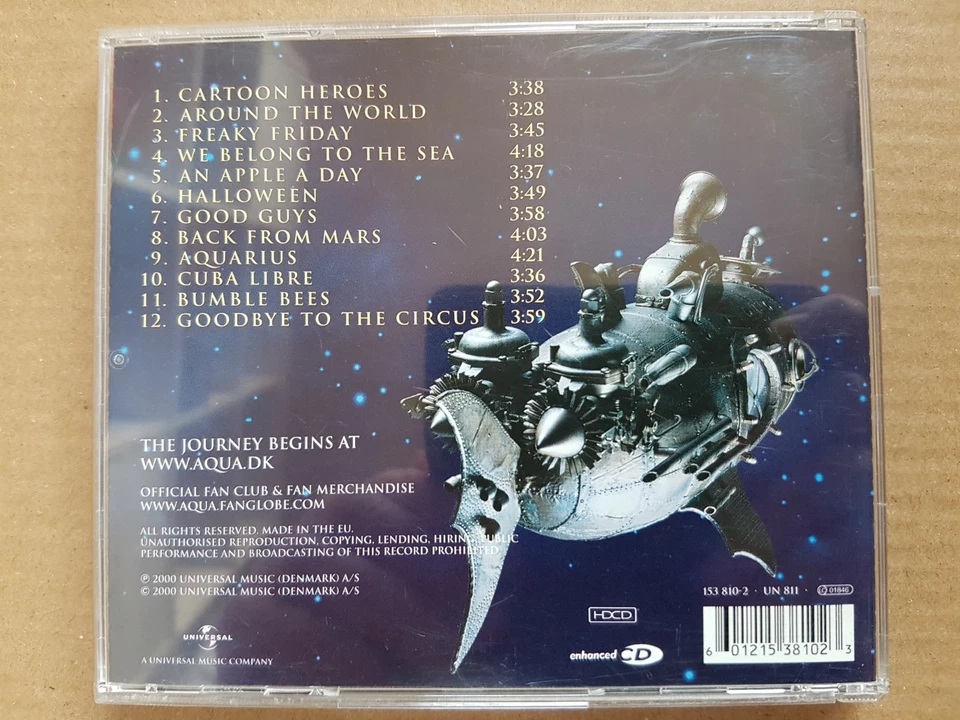 1. CARTOON HEROES 3:38
2. AROUND THE WORLD 3:28
3. FREAKY FRIDAY 3:45
4. WE BELONG TO THE SEA 4:18
5. AN APPLE A DAY 3:37
6. HALLOWEEN 3:49
7. GOOD GUYS 3:58
8. BACK FROM MARS 4:03
9. AQUARIUS 4:21
10. CUBA LIBRE 3:36
11. BUMBLE BEES 3:52
12. GOODBYE TO THE CIRCUS 3:59
THE JOURNEY BEGINS AT
WWW.AQUA.DK
OFFICIAL FAN CLUB & FAN MERCHANDISE
WWW.AQUA.FANGLOBE.COM
ALL RIGHTS RESERVED. MADE IN THE EU.
UNAUTHORISED REPRODUCTION, COPYING, LENDING, HIRING, PUBLIC
PERFORMANCE AND BROADCASTING OF THIS RECORD PROHIBITED.
℗ 2000 UNIVERSAL MUSIC (DENMARK) A/S
© 2000 UNIVERSAL MUSIC (DENMARK) A/S
153 810-2 · UN 811 · LC 01846
HDCD
UNIVERSAL
enhanced CD
A UNIVERSAL MUSIC COMPANY
6 01215 38102 3